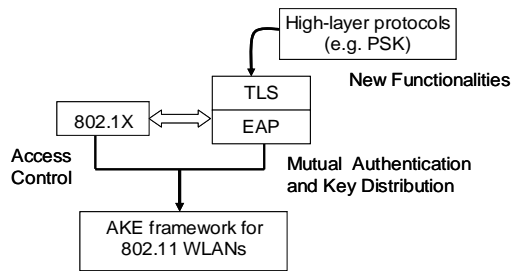 High-layer protocols
(e.g. PSK)
New Functionalities
TLS
802.1X
EAP
Access
Control
Mutual Authentication
and Key Distribution
AKE framework for
802.11 WLANs